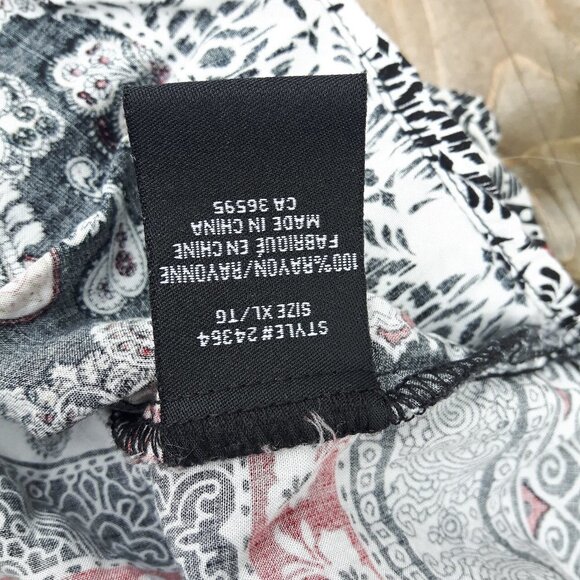 STYLE#24364
SIZE XL/TG
100%RAYON/RAYONNE
FABRIQUÉ EN CHINE
MADE IN CHINA
CA 36595